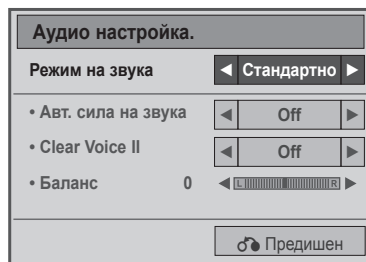 Аудио настройка.
Режим на звука ◄ Стандартно ►
• Авт. сила на звука ◄ Off ►
• Clear Voice II ◄ Off ►
• Баланс 0 ◄ L R ►
Предишен